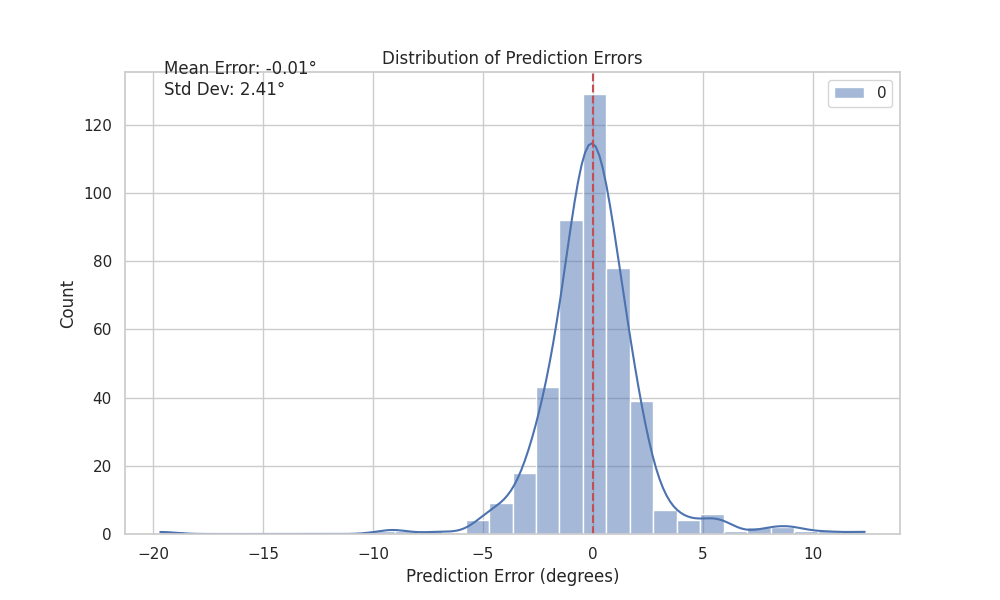 Distribution of Prediction Errors
Mean Error: -0.01°
Std Dev: 2.41°
0
120
100
80
60
40
20
0
Count
−20 −15 −10 −5 0 5 10
Prediction Error (degrees)